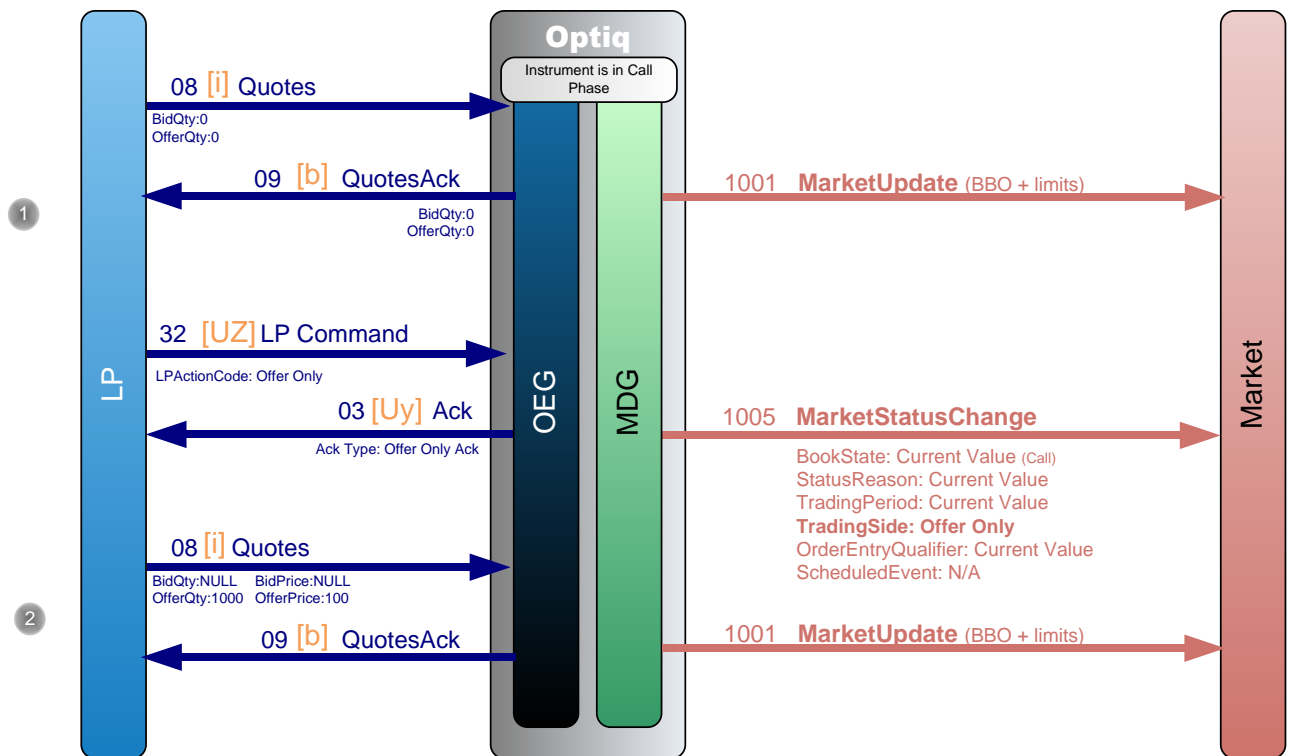 Optiq
Instrument is in Call
Phase
08 [i] Quotes
BidQty:0
OfferQty:0
09 [b] QuotesAck
1001 MarketUpdate (BBO + limits)
BidQty:0
OfferQty:0
1
32 [UZ] LP Command
LPActionCode: Offer Only
LP
OEG
MDG
Market
03 [Uy] Ack
Ack Type: Offer Only Ack
1005 MarketStatusChange
BookState: Current Value (Call)
StatusReason: Current Value
TradingPeriod: Current Value
TradingSide: Offer Only
OrderEntryQualifier: Current Value
ScheduledEvent: N/A
08 [i] Quotes
BidQty:NULL BidPrice:NULL
OfferQty:1000 OfferPrice:100
2
09 [b] QuotesAck
1001 MarketUpdate (BBO + limits)